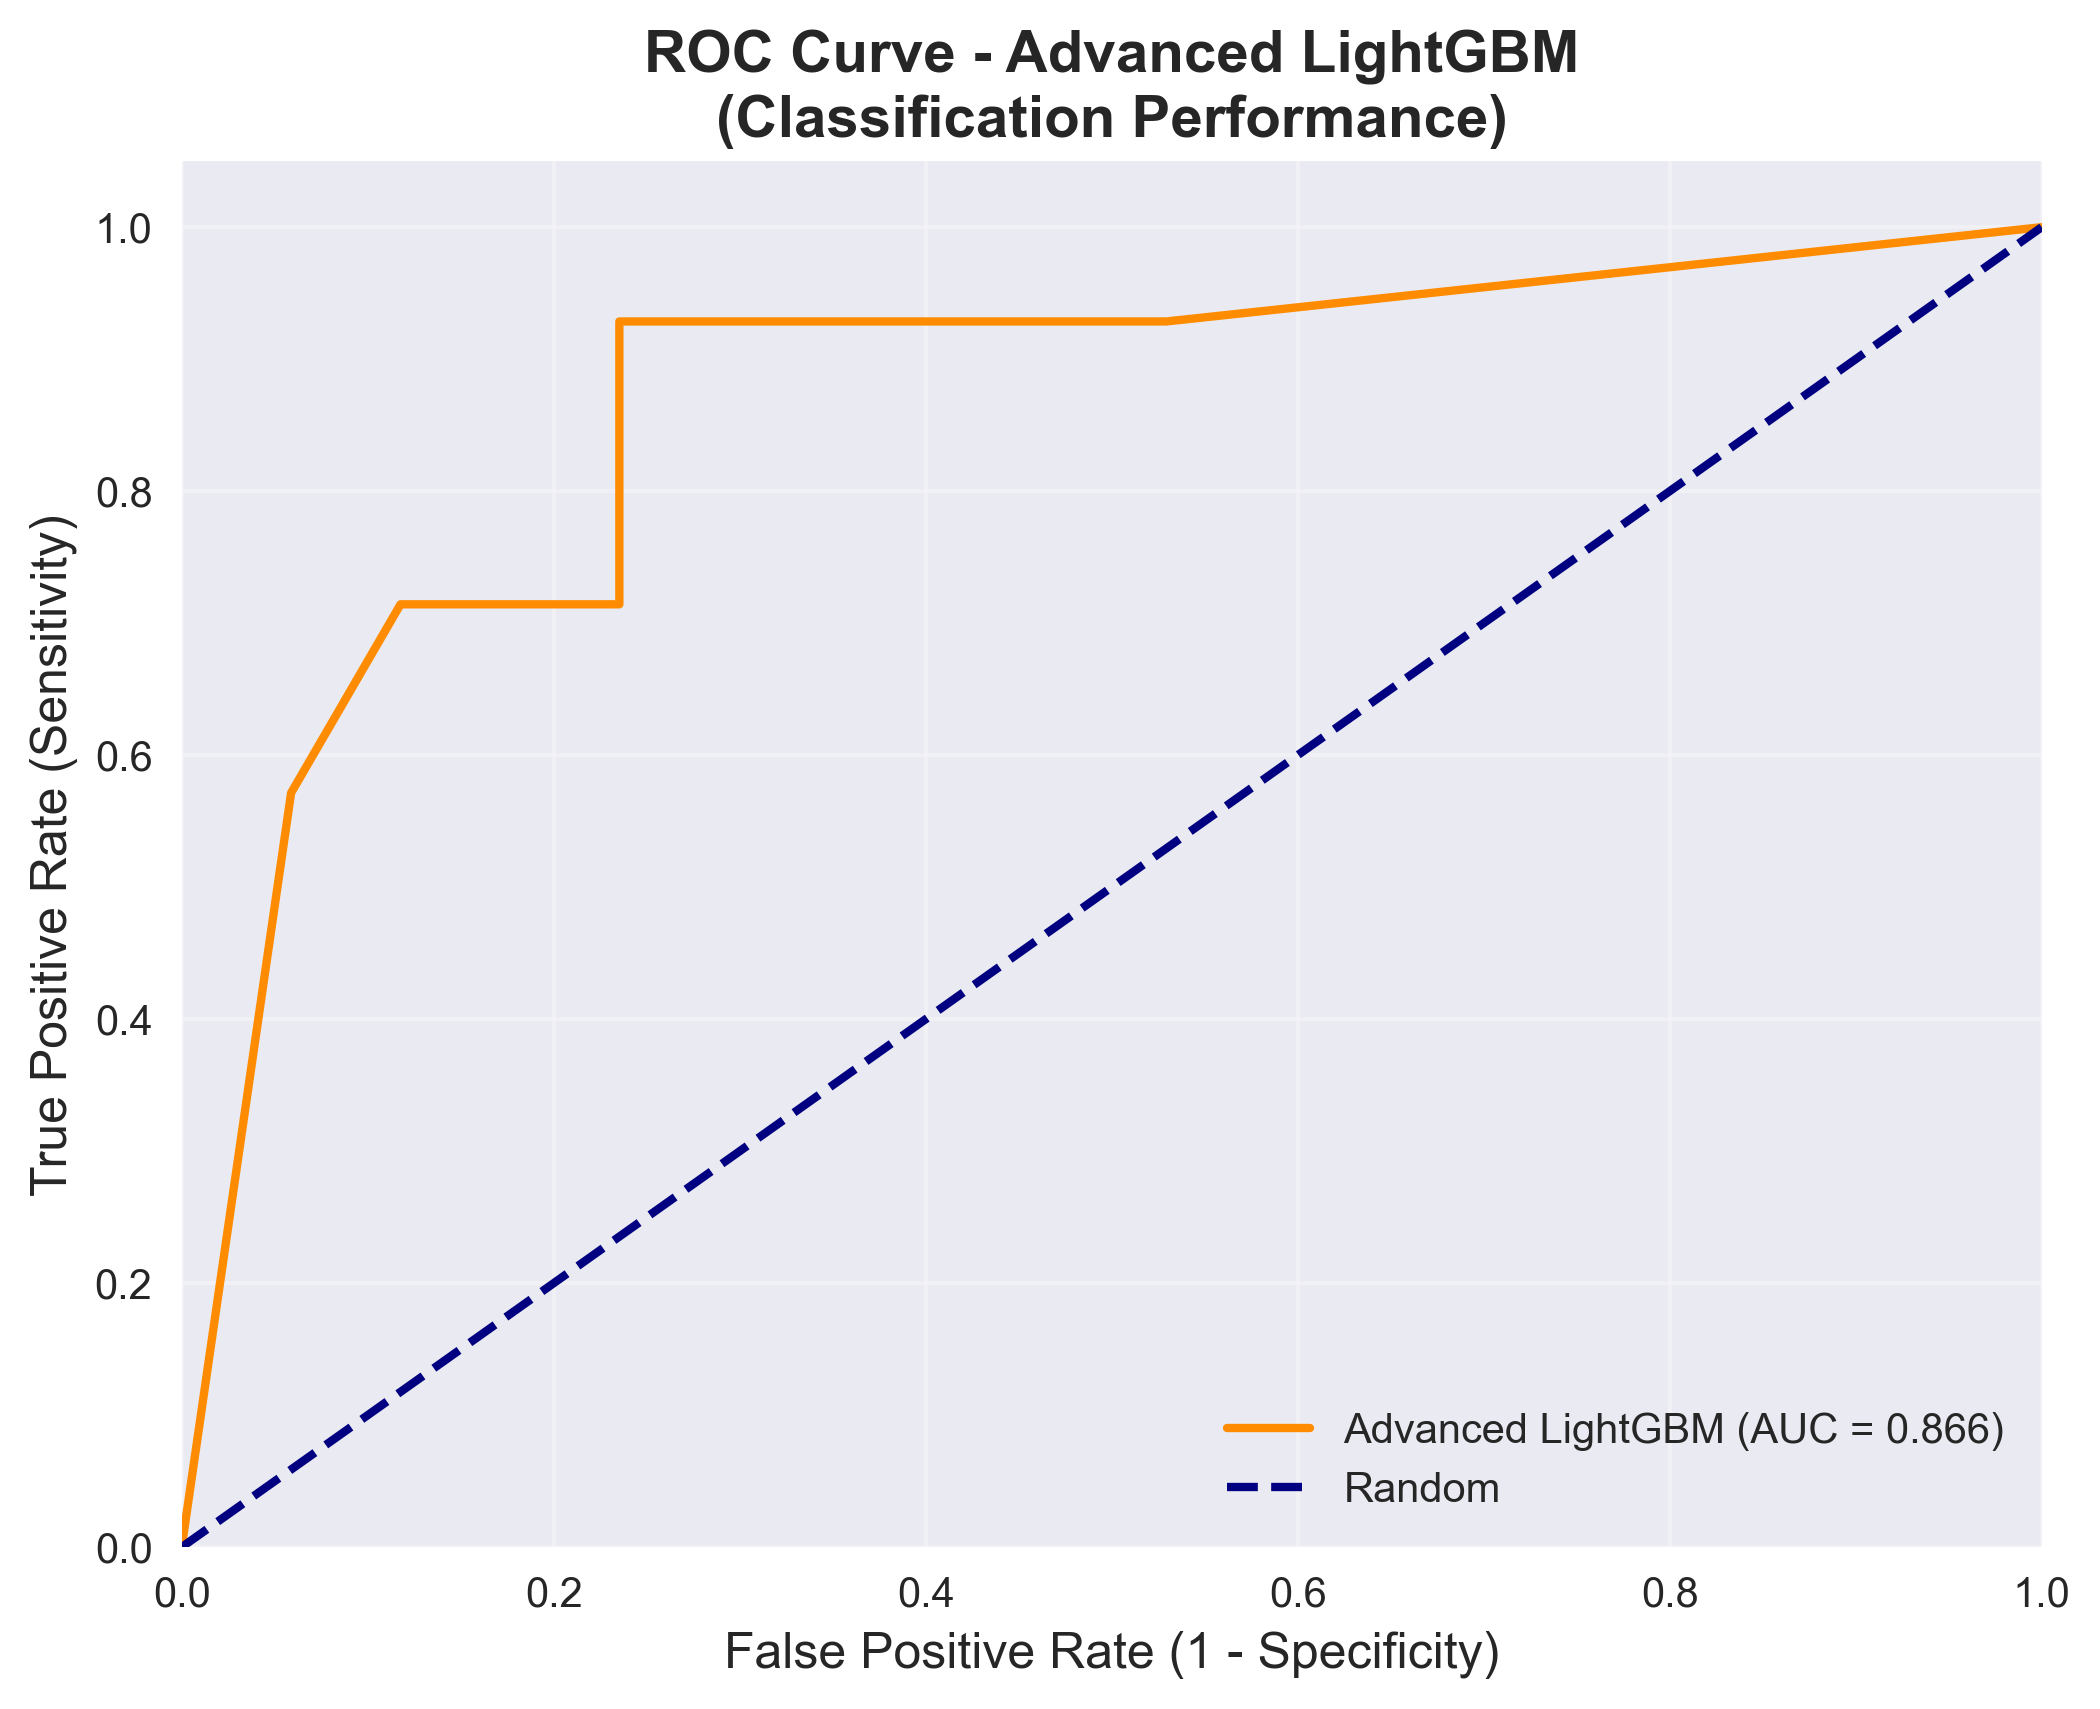 ROC Curve - Advanced LightGBM
(Classification Performance)
True Positive Rate (Sensitivity)
1.0
0.8
0.6
0.4
0.2
0.0
0.0 0.2 0.4 0.6 0.8 1.0
False Positive Rate (1 - Specificity)
Advanced LightGBM (AUC = 0.866)
Random